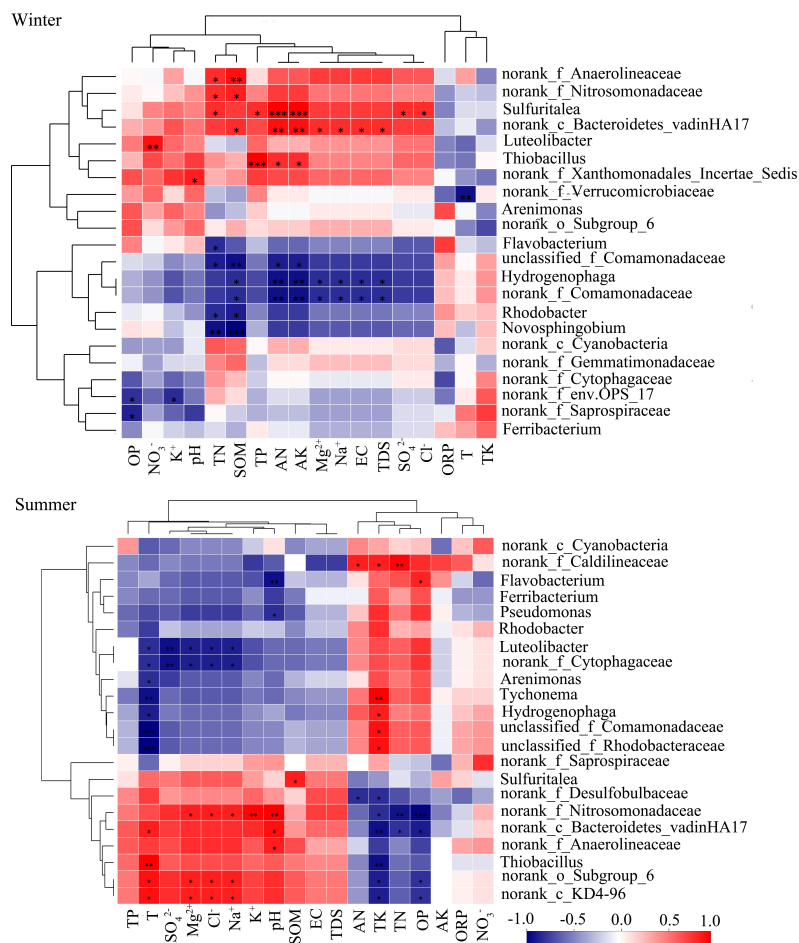 Winter
norank_f_Anaerolineaceae
norank_f_Nitrosomonadaceae
Sulfuritalea
norank_c_Bacteroidetes_vadinHA17
Luteolibacter
Thiobacillus
norank_f_Xanthomonadales_Incertae_Sedis
norank_f_Verrucomicrobiaceae
Arenimonas
norank_o_Subgroup_6
Flavobacterium
unclassified_f_Comamonadaceae
Hydrogenophaga
norank_f_Comamonadaceae
Rhodobacter
Novosphingobium
norank_c_Cyanobacteria
norank_f_Gemmatimonadaceae
norank_f_Cytophagaceae
norank_f_env.OPS_17
norank_f_Saprospiraceae
Ferribacterium
OP NO₃⁻ K⁺ pH TN SOM TP AN AK Mg²⁺ Na⁺ EC TDS SO₄²⁻ Cl⁻ ORP T TK
Summer
norank_c_Cyanobacteria
norank_f_Caldilineaceae
Flavobacterium
Ferribacterium
Pseudomonas
Rhodobacter
Luteolibacter
norank_f_Cytophagaceae
Arenimonas
Tychonema
Hydrogenophaga
unclassified_f_Comamonadaceae
unclassified_f_Rhodobacteraceae
norank_f_Saprospiraceae
Sulfuritalea
norank_f_Desulfobulbaceae
norank_f_Nitrosomonadaceae
norank_c_Bacteroidetes_vadinHA17
norank_f_Anaerolineaceae
Thiobacillus
norank_o_Subgroup_6
norank_c_KD4-96
TP T SO₄²⁻ Mg²⁺ Cl⁻ Na⁺ K⁺ pH SOM EC TDS AN TK TN OP AK ORP NO₃⁻
-1.0 -0.5 0.0 0.5 1.0